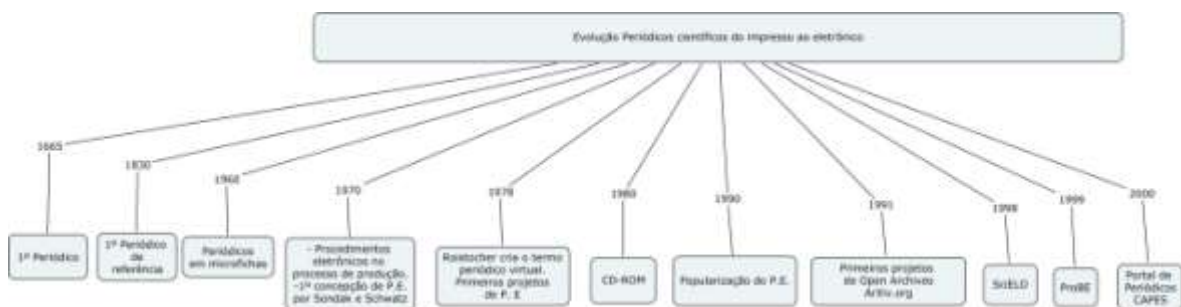 Evolução Periódicos científicos do impresso ao eletrônico
1665
1830
1960
1970
1978
1980
1990
1991
1998
1999
2000
1º Periódico
1º Periódico
de
referência
Periódicos
em microfichas
- Procedimentos
eletrônicos no
processo de produção.
-1ª concepção de P.E.
por Sondak e Schwatz
Roistacher cria o termo
periódico virtual.
Primeiros projetos
de P. E
CD-ROM
Popularização do P.E.
Primeiros projetos
de Open Archives
ArXiv.org
SciELO
ProBE
Portal de
Periódicos
CAPES